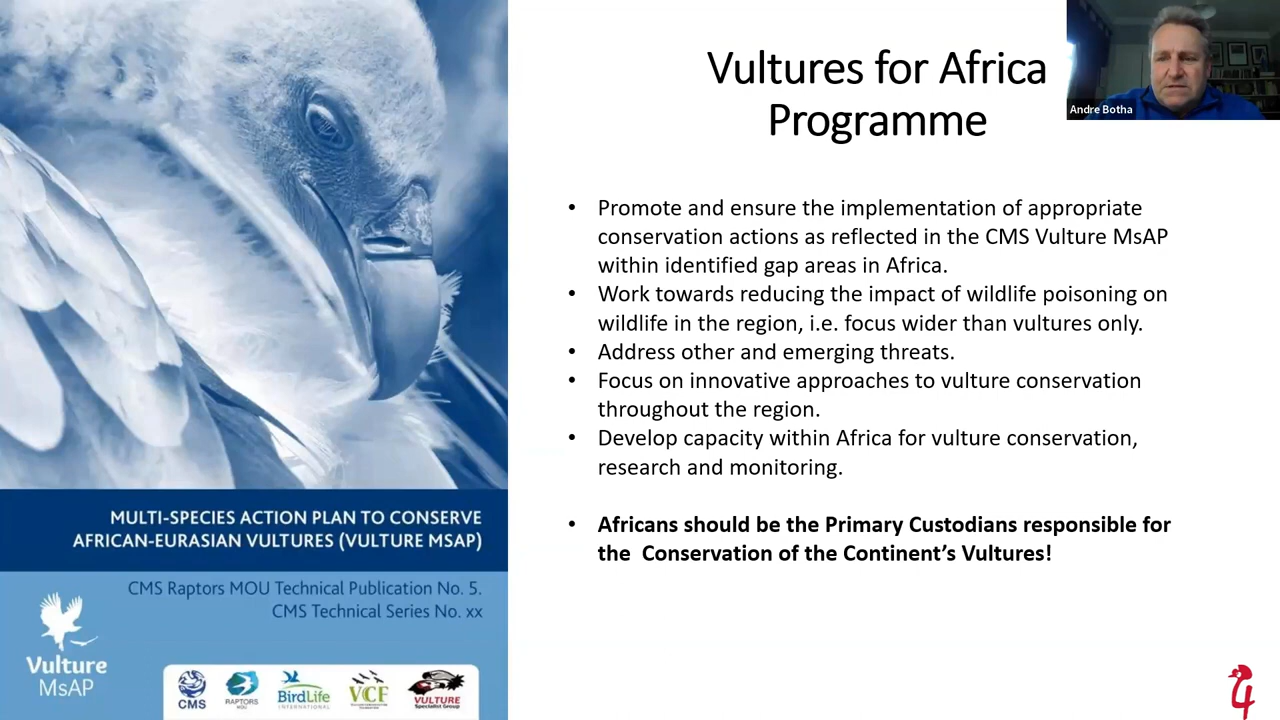 Vultures for Africa
Programme
Andre Botha
• Promote and ensure the implementation of appropriate
conservation actions as reflected in the CMS Vulture MsAP
within identified gap areas in Africa.
• Work towards reducing the impact of wildlife poisoning on
wildlife in the region, i.e. focus wider than vultures only.
• Address other and emerging threats.
• Focus on innovative approaches to vulture conservation
throughout the region.
• Develop capacity within Africa for vulture conservation,
research and monitoring.
• Africans should be the Primary Custodians responsible for
the  Conservation of the Continent’s Vultures!
MULTI-SPECIES ACTION PLAN TO CONSERVE
AFRICAN-EURASIAN VULTURES (VULTURE MSAP)
CMS Raptors MOU Technical Publication No. 5.
CMS Technical Series No. xx
Vulture
MsAP
CMS
RAPTORS
MOU
BirdLife
INTERNATIONAL
VCF
VULTURE
Specialist Group